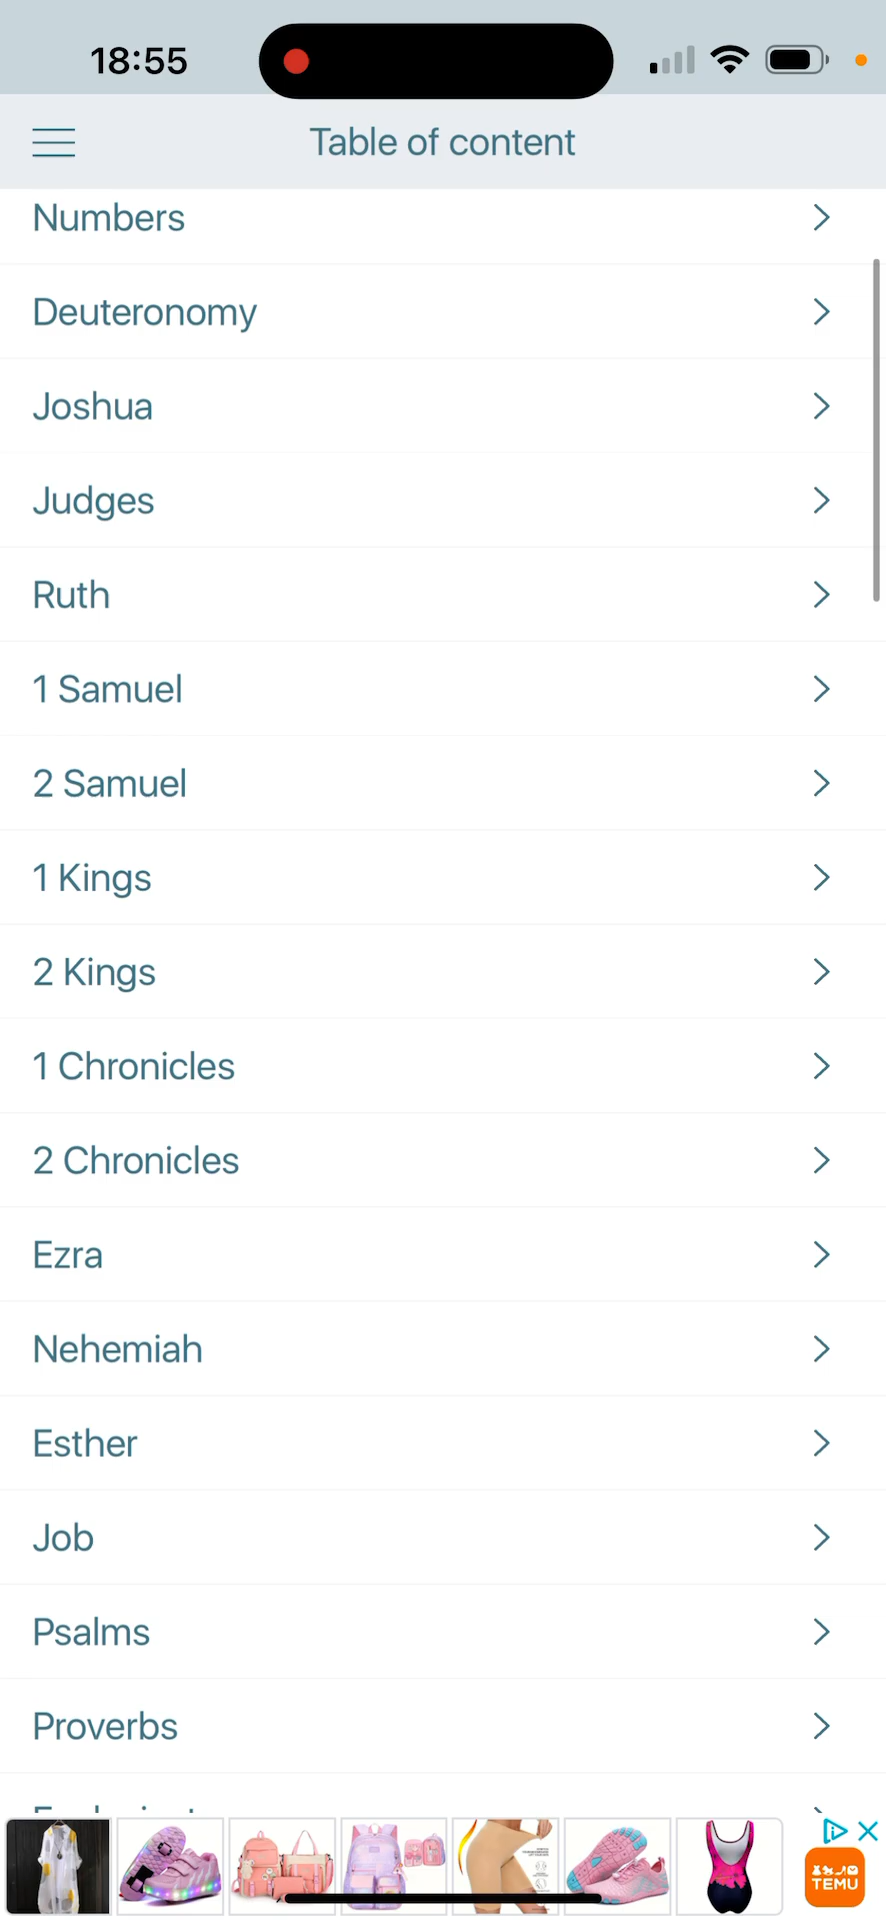 18:55
Table of content
Numbers
Deuteronomy
Joshua
Judges
Ruth
1 Samuel
2 Samuel
1 Kings
2 Kings
1 Chronicles
2 Chronicles
Ezra
Nehemiah
Esther
Job
Psalms
Proverbs
TEMU